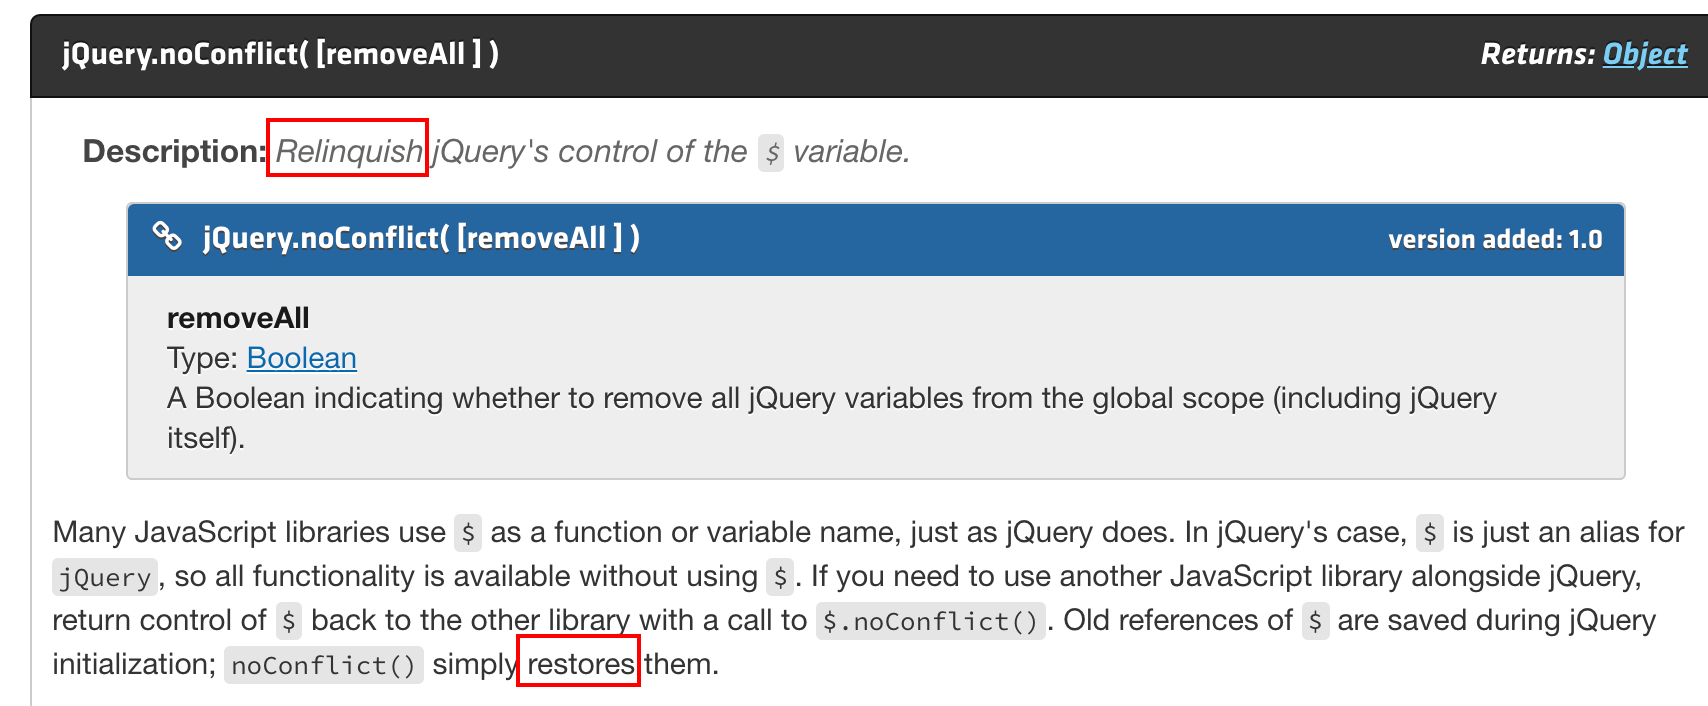 jQuery.noConflict( [removeAll ] ) Returns: Object
Description: Relinquish jQuery's control of the $ variable.
jQuery.noConflict( [removeAll ] ) version added: 1.0
removeAll
Type: Boolean
A Boolean indicating whether to remove all jQuery variables from the global scope (including jQuery
itself).
Many JavaScript libraries use $ as a function or variable name, just as jQuery does. In jQuery's case, $ is just an alias for
jQuery, so all functionality is available without using $. If you need to use another JavaScript library alongside jQuery,
return control of $ back to the other library with a call to $.noConflict(). Old references of $ are saved during jQuery
initialization; noConflict() simply restores them.